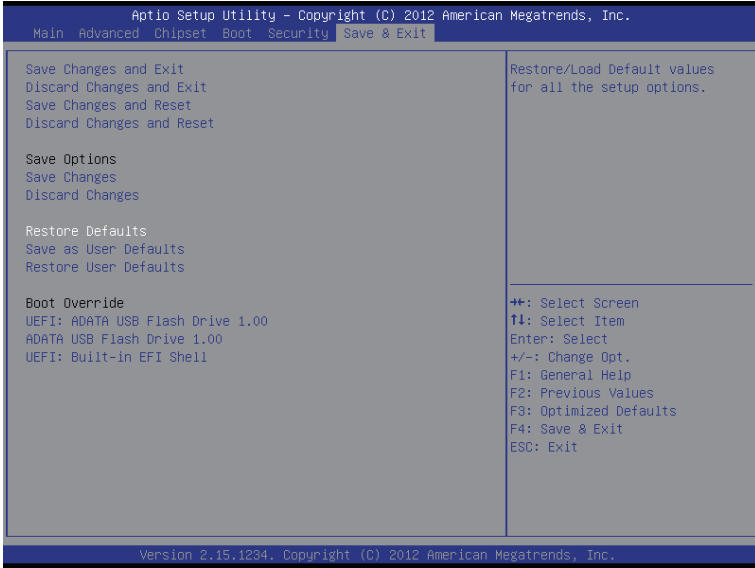 Aptio Setup Utility – Copyright (C) 2012 American Megatrends, Inc.
Main Advanced Chipset Boot Security Save & Exit
Save Changes and Exit
Discard Changes and Exit
Save Changes and Reset
Discard Changes and Reset
Save Options
Save Changes
Discard Changes
Restore Defaults
Save as User Defaults
Restore User Defaults
Boot Override
UEFI: ADATA USB Flash Drive 1.00
ADATA USB Flash Drive 1.00
UEFI: Built-in EFI Shell
Restore/Load Default values
for all the setup options.
→←: Select Screen
↑↓: Select Item
Enter: Select
+/-: Change Opt.
F1: General Help
F2: Previous Values
F3: Optimized Defaults
F4: Save & Exit
ESC: Exit
Version 2.15.1234. Copyright (C) 2012 American Megatrends, Inc.